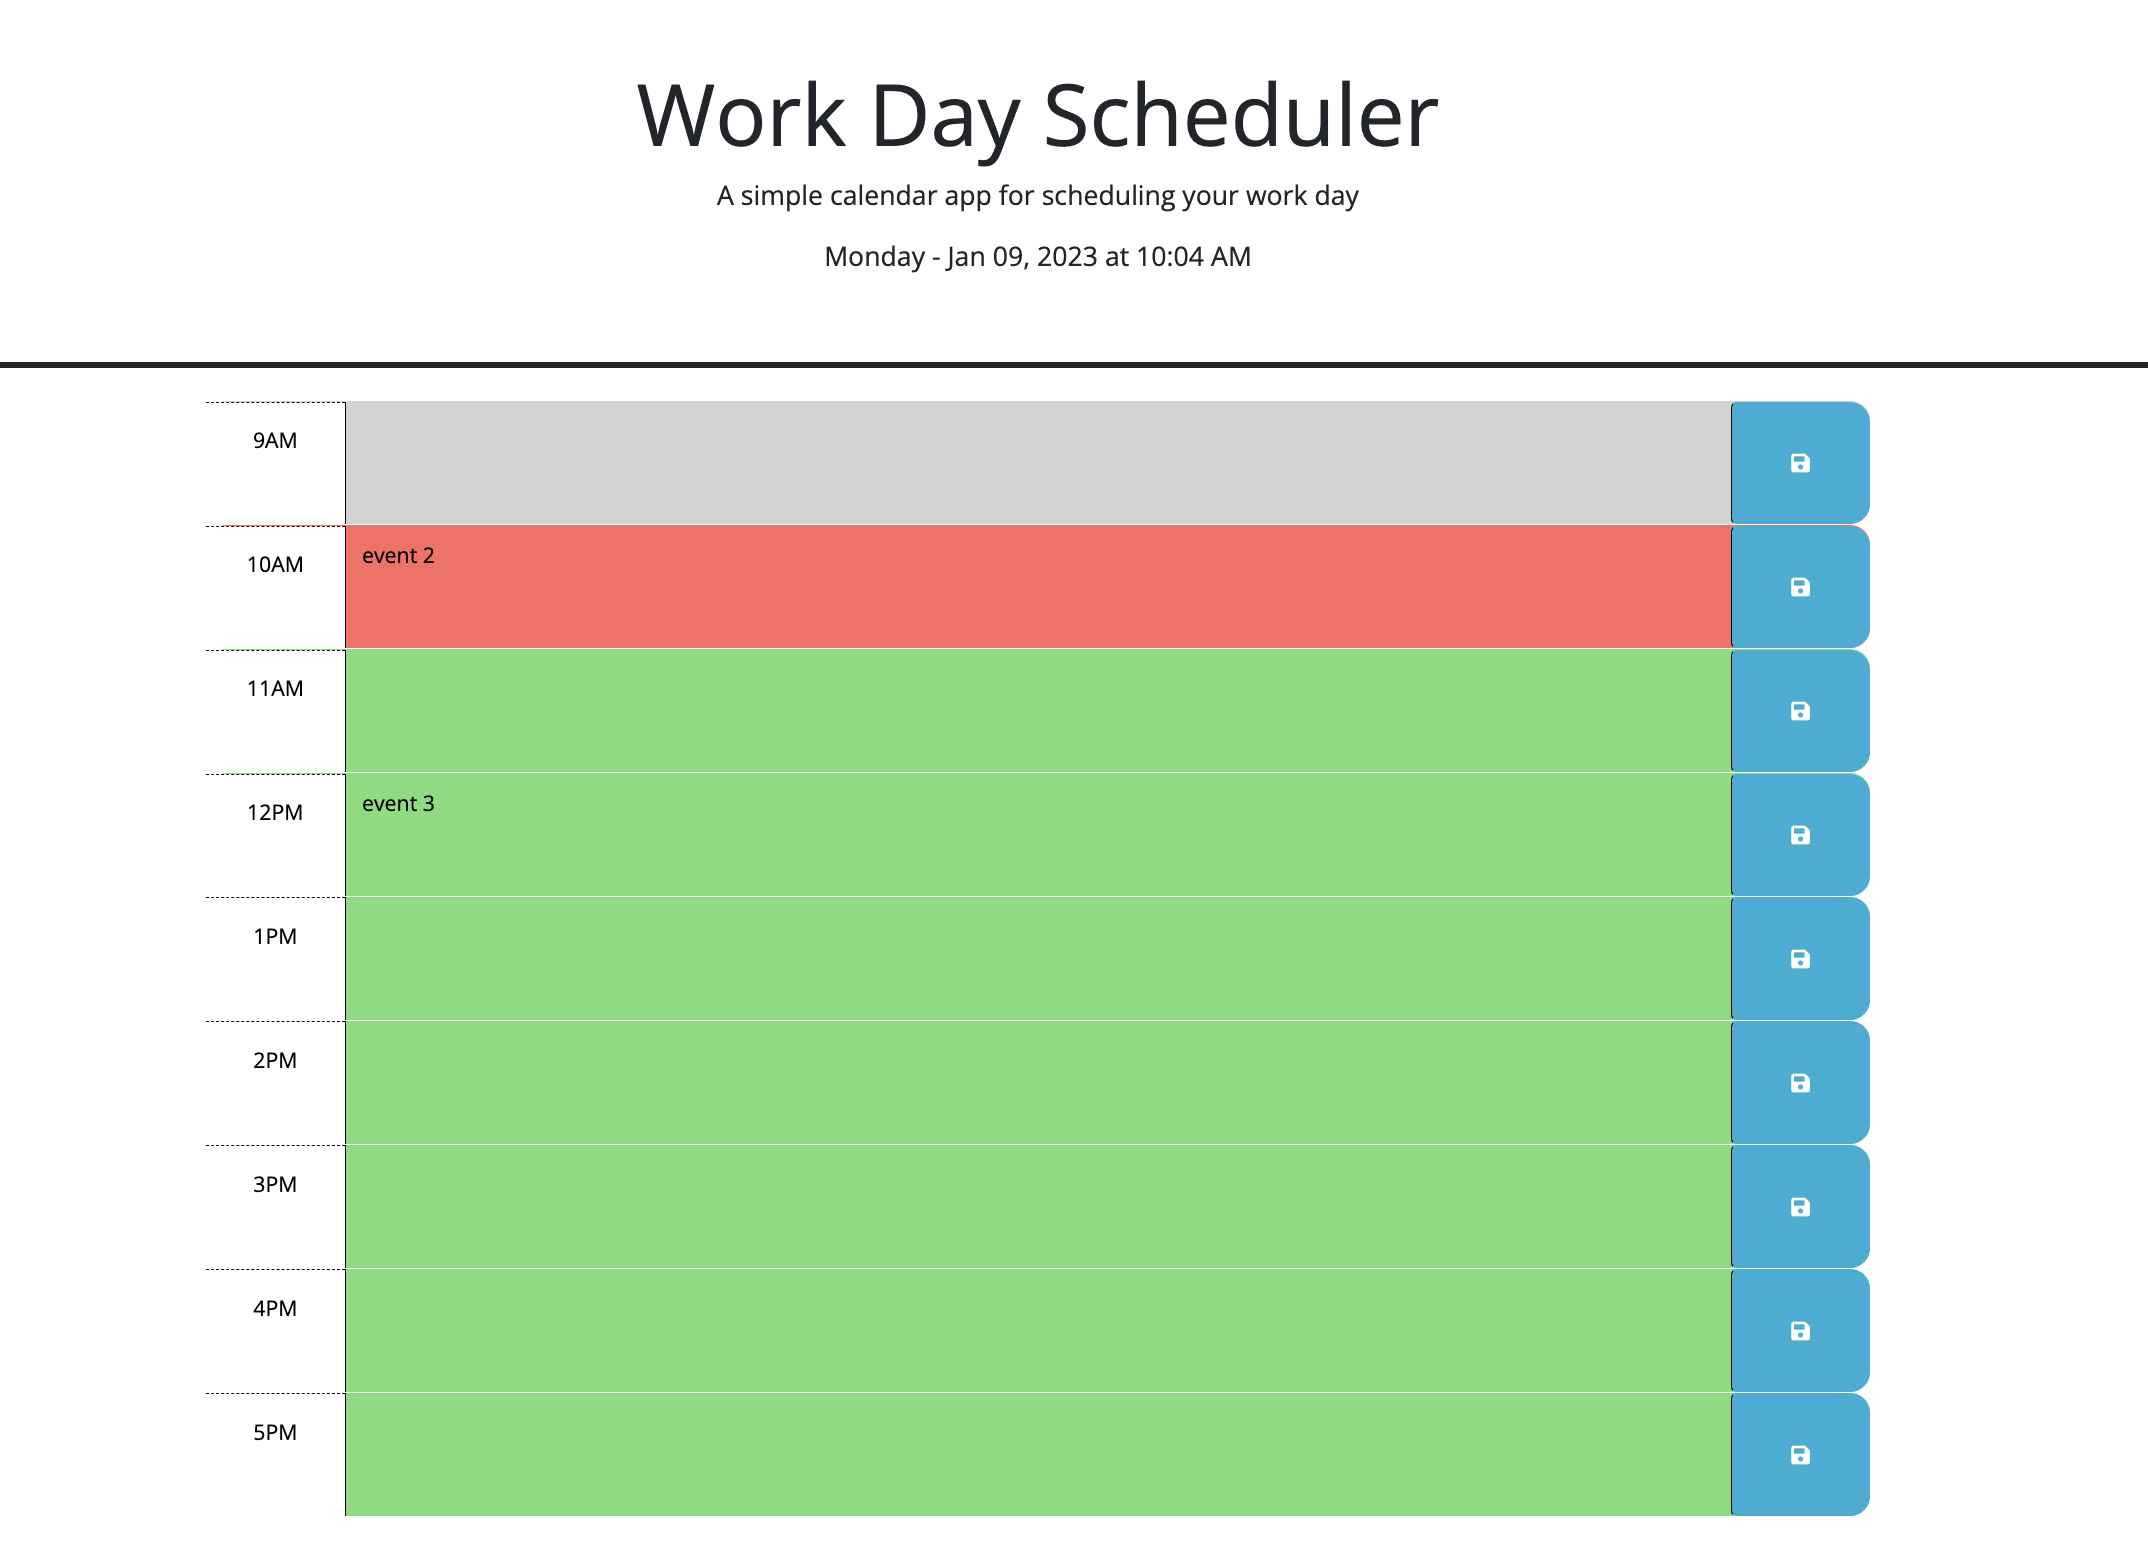 Work Day Scheduler
A simple calendar app for scheduling your work day
Monday - Jan 09, 2023 at 10:04 AM
9AM
10AM
event 2
11AM
12PM
event 3
1PM
2PM
3PM
4PM
5PM